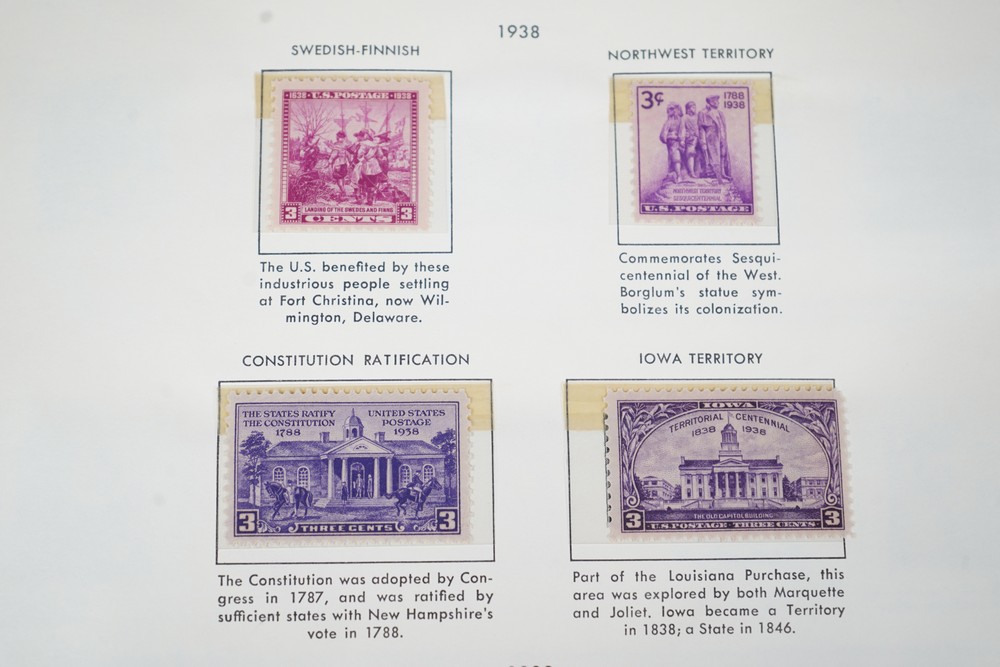 1938
SWEDISH-FINNISH
1638 · U.S. POSTAGE · 1938
LANDING OF THE SWEDES AND FINNS
3 CENTS 3
The U.S. benefited by these
industrious people settling
at Fort Christina, now Wil-
mington, Delaware.
NORTHWEST TERRITORY
3¢ 1788
1938
NORTHWEST TERRITORY
SESQUICENTENNIAL
U.S. POSTAGE
Commemorates Sesqui-
centennial of the West.
Borglum's statue sym-
bolizes its colonization.
CONSTITUTION RATIFICATION
THE STATES RATIFY UNITED STATES
THE CONSTITUTION POSTAGE
1788 1938
3 THREE CENTS 3
The Constitution was adopted by Con-
gress in 1787, and was ratified by
sufficient states with New Hampshire's
vote in 1788.
IOWA TERRITORY
IOWA
TERRITORIAL CENTENNIAL
1838 1938
THE OLD CAPITOL BUILDING
3 U.S. POSTAGE THREE CENTS 3
Part of the Louisiana Purchase, this
area was explored by both Marquette
and Joliet. Iowa became a Territory
in 1838; a State in 1846.